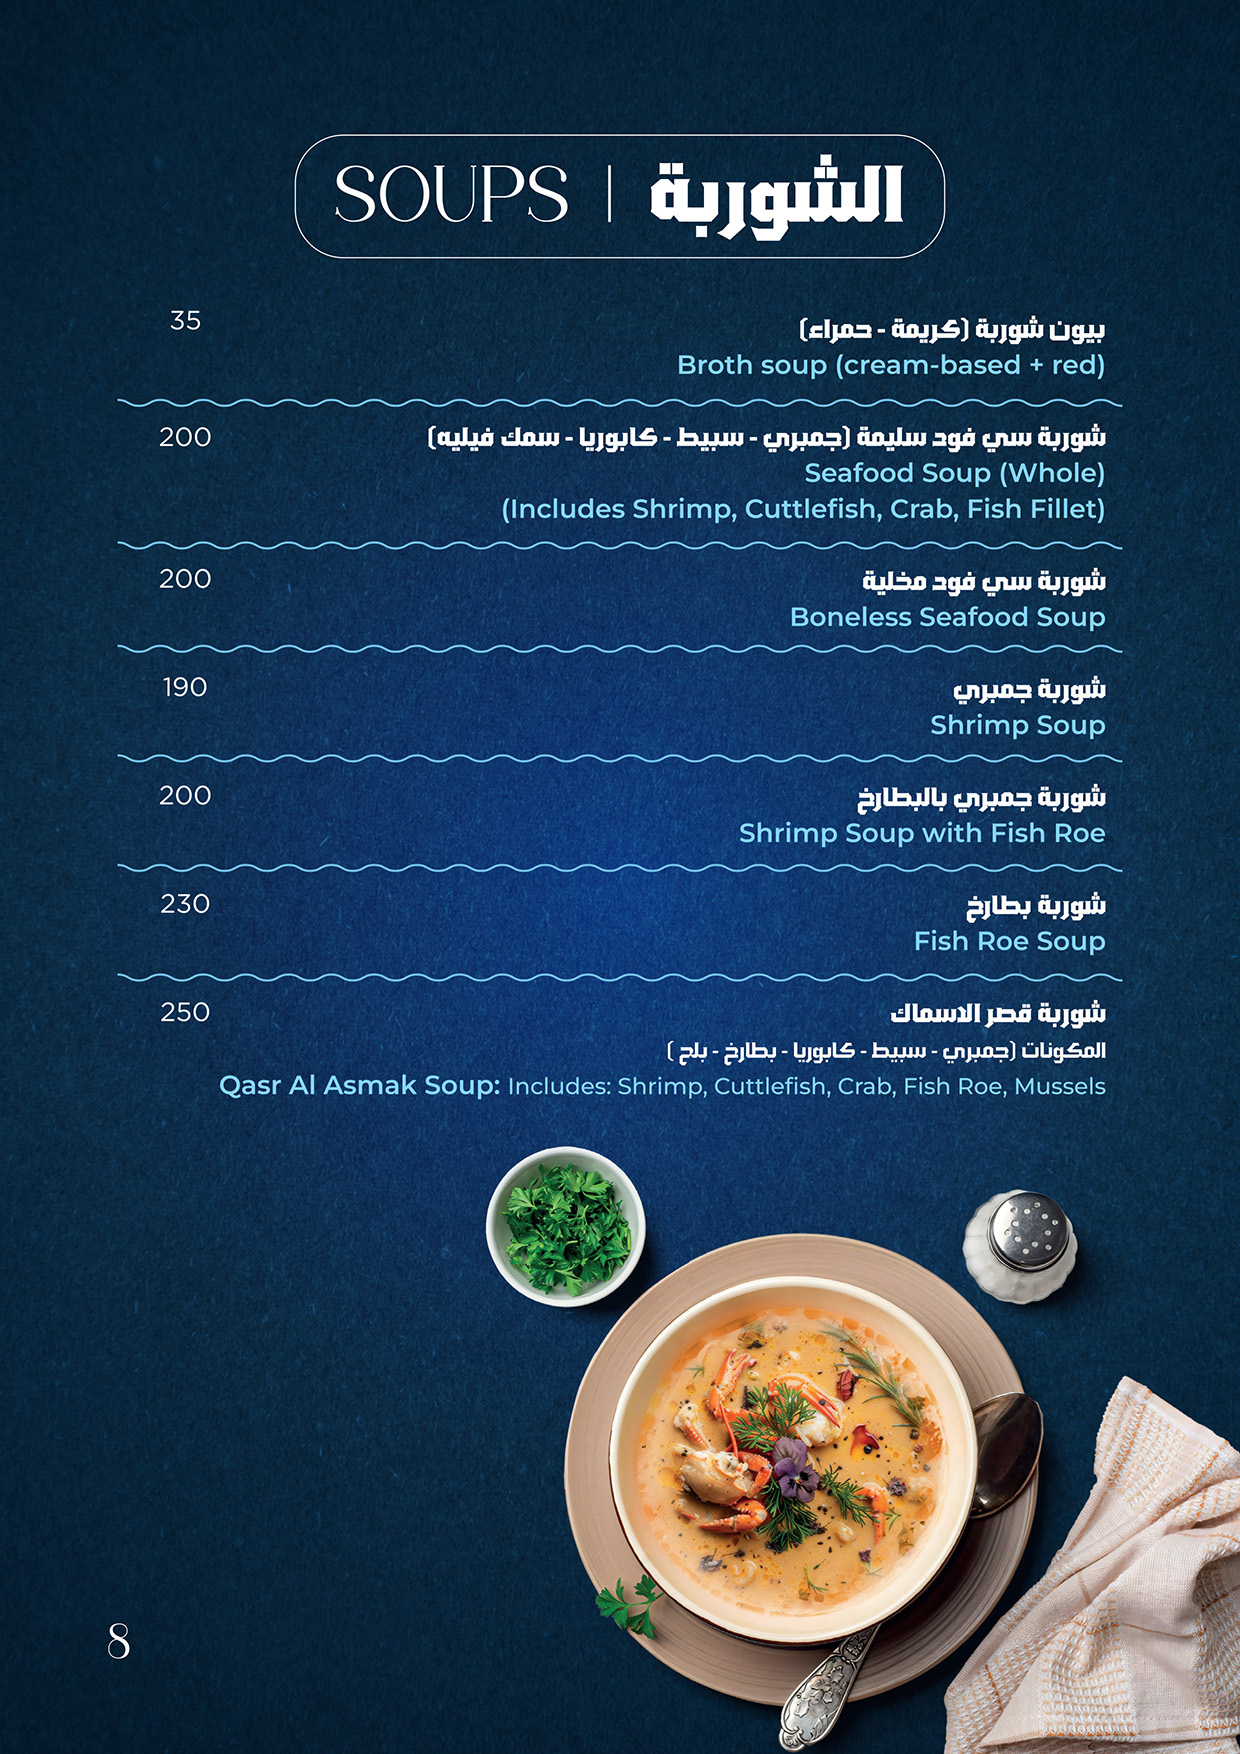 SOUPS | الشوربة
35
بيون شوربة (كريمة - حمراء)
Broth soup (cream-based + red)
200
شوربة سي فود سليمة (جمبري - سبيط - كابوريا - سمك فيليه)
Seafood Soup (Whole)
(Includes Shrimp, Cuttlefish, Crab, Fish Fillet)
200
شوربة سي فود مخلية
Boneless Seafood Soup
190
شوربة جمبري
Shrimp Soup
200
شوربة جمبري بالبطارخ
Shrimp Soup with Fish Roe
230
شوربة بطارخ
Fish Roe Soup
250
شوربة قصر الاسماك
المكونات (جمبري - سبيط - كابوريا - بطارخ - بلح )
Qasr Al Asmak Soup: Includes: Shrimp, Cuttlefish, Crab, Fish Roe, Mussels
8